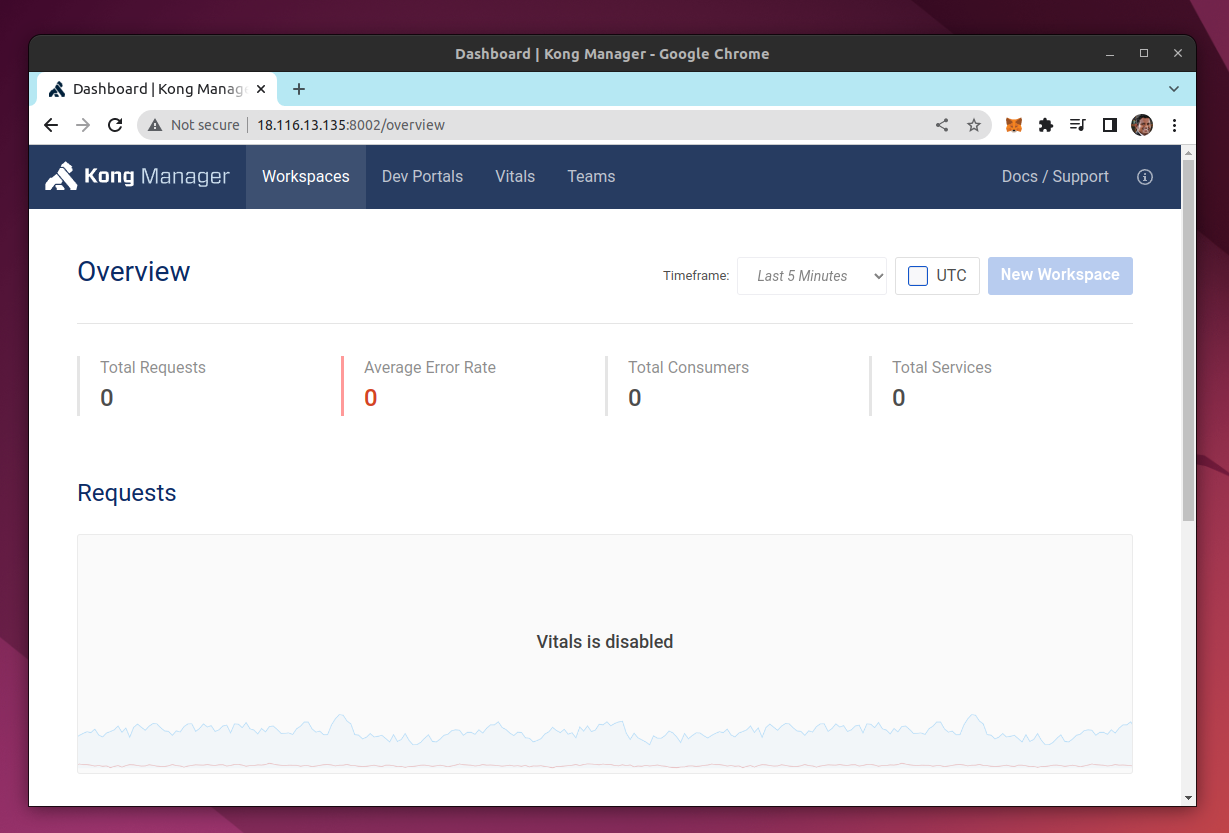 Dashboard | Kong Manager - Google Chrome
Dashboard | Kong Manage
Not secure 18.116.13.135:8002/overview
Kong Manager Workspaces Dev Portals Vitals Teams Docs / Support
Overview Timeframe: Last 5 Minutes UTC New Workspace
Total Requests Average Error Rate Total Consumers Total Services
0 0 0 0
Requests
Vitals is disabled